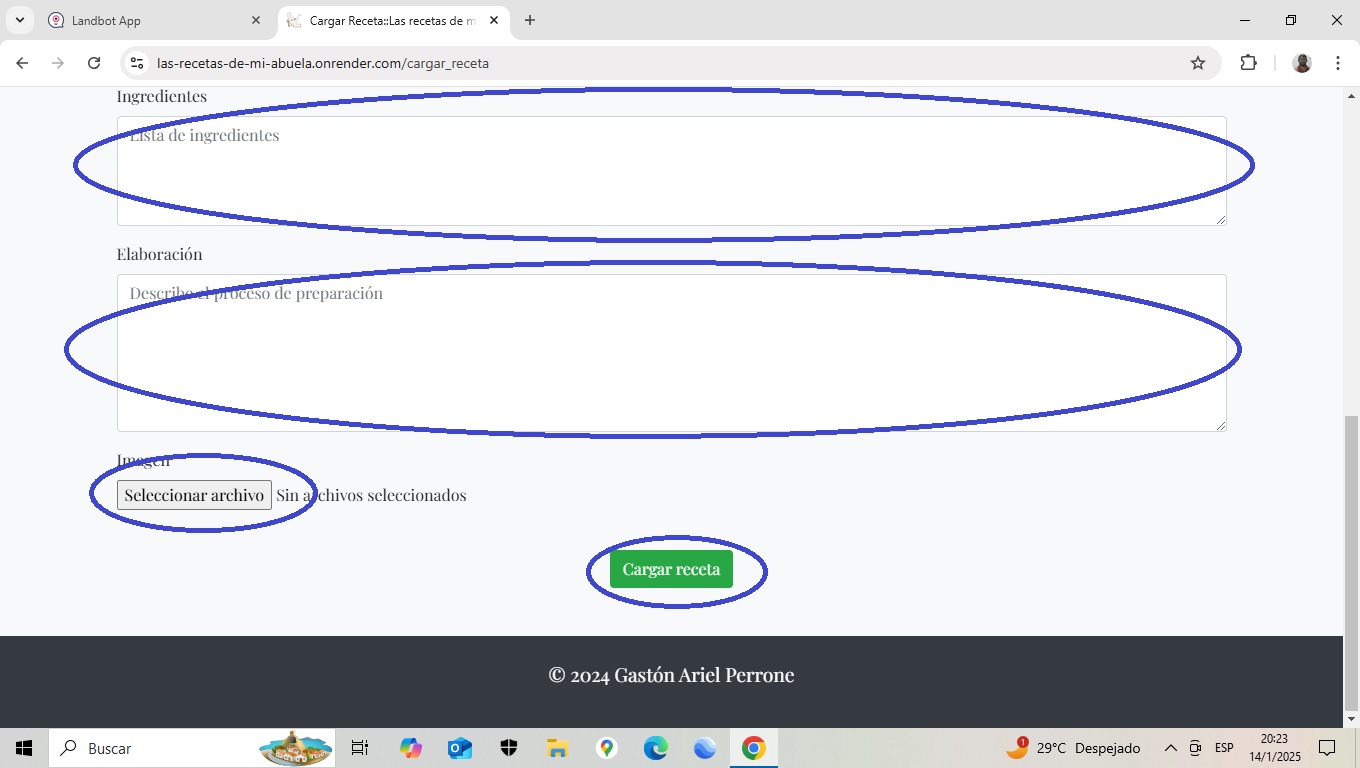 Landbot App
Cargar Receta::Las recetas de m
las-recetas-de-mi-abuela.onrender.com/cargar_receta
Ingredientes
Lista de ingredientes
Elaboración
Describe el proceso de preparación
Imagen
Seleccionar archivo Sin archivos seleccionados
Cargar receta
© 2024 Gastón Ariel Perrone
Buscar
1
29°C Despejado
ESP
20:23
14/1/2025